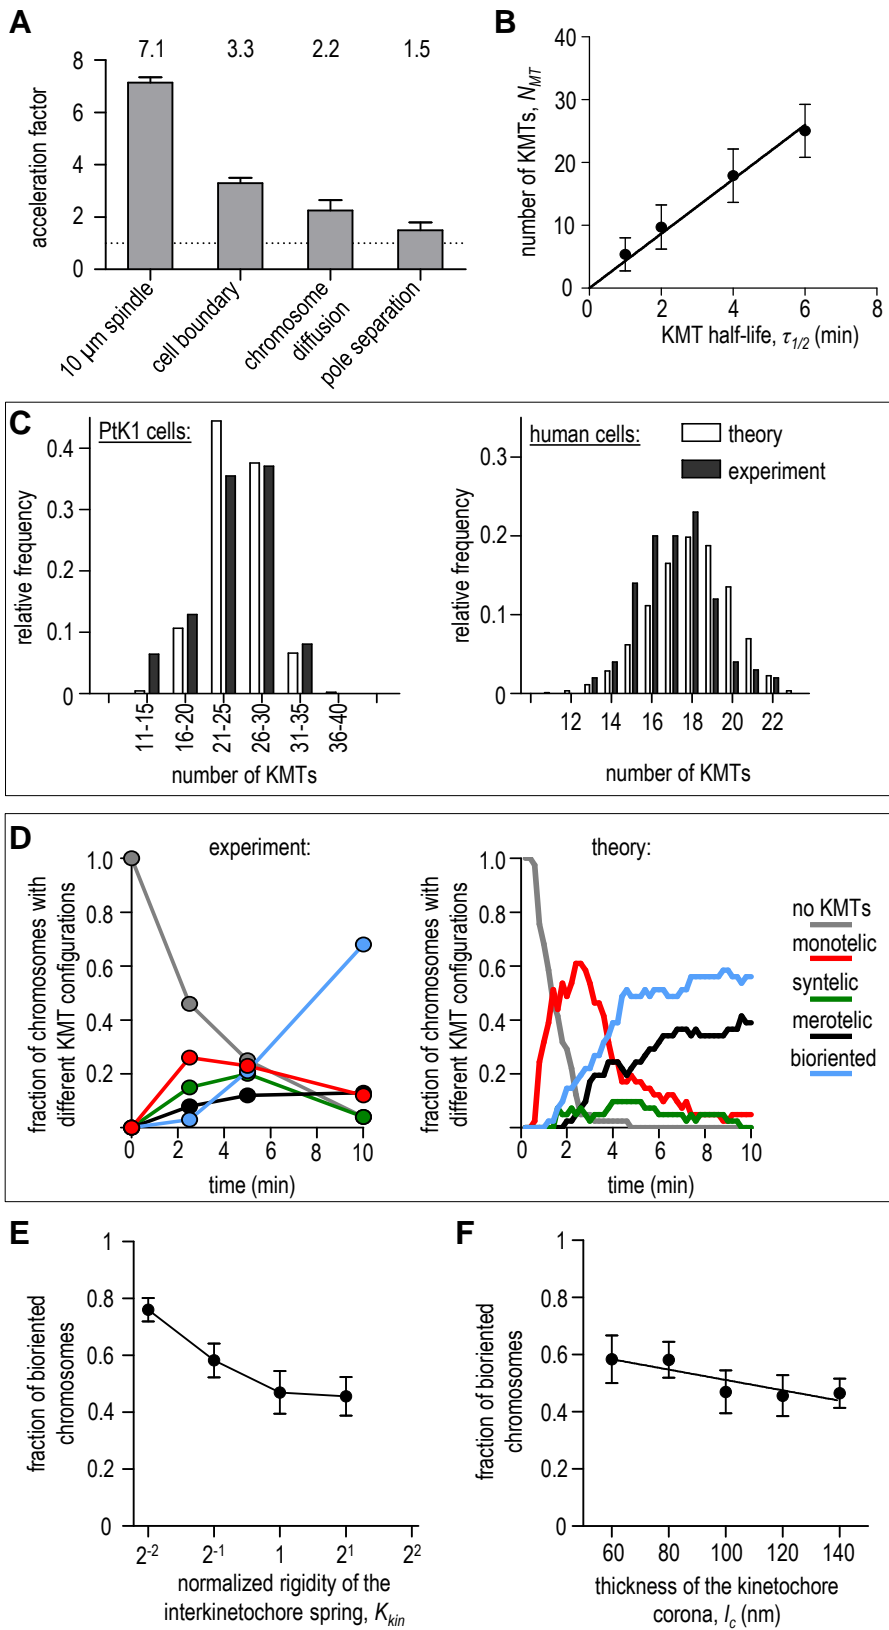 A
7.1 3.3 2.2 1.5
acceleration factor
8
6
4
2
0
10 µm spindle
cell boundary
chromosome
diffusion
pole separation
B
number of KMTs, N_MT
40
30
20
10
0
0 2 4 6 8
KMT half-life, τ_1/2 (min)
C
PtK1 cells:
relative frequency
0.4
0.3
0.2
0.1
0
11-15
16-20
21-25
26-30
31-35
36-40
number of KMTs
human cells:
theory
experiment
relative frequency
0.3
0.2
0.1
0
12 14 16 18 20 22
number of KMTs
D
experiment:
fraction of chromosomes with
different KMT configurations
1.0
0.8
0.6
0.4
0.2
0 2 4 6 8 10
time (min)
theory:
fraction of chromosomes with
different KMT configurations
1.0
0.8
0.6
0.4
0.2
0 2 4 6 8 10
time (min)
no KMTs
monotelic
syntelic
merotelic
bioriented
E
fraction of bioriented
chromosomes
1
0.8
0.6
0.4
0.2
0
2⁻² 2⁻¹ 1 2¹ 2²
normalized rigidity of the
interkinetochore spring, K_kin
F
fraction of bioriented
chromosomes
1
0.8
0.6
0.4
0.2
0
60 80 100 120 140
thickness of the kinetochore
corona, l_c (nm)